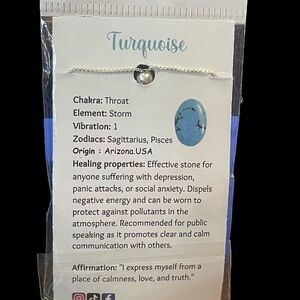 Turquoise
Chakra: Throat
Element: Storm
Vibration: 1
Zodiacs: Sagittarius, Pisces
Origin : Arizona,USA
Healing properties: Effective stone for
anyone suffering with depression,
panic attacks, or social anxiety. Dispels
negative energy and can be worn to
protect against pollutants in the
atmosphere. Recommended for public
speaking as it promotes clear and calm
communication with others.
Affirmation: "I express myself from a
place of calmness, love, and truth."